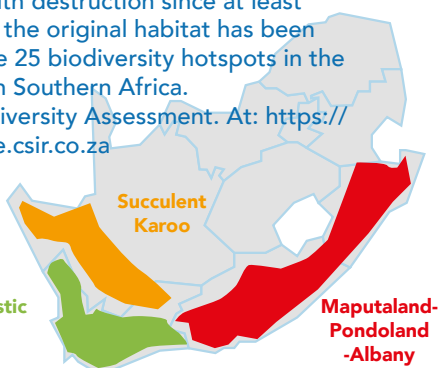 th destruction since at least
the original habitat has been
e 25 biodiversity hotspots in the
n Southern Africa.
iversity Assessment. At: https://
e.csir.co.za
Succulent
Karoo
stic
Maputaland-
Pondoland
-Albany